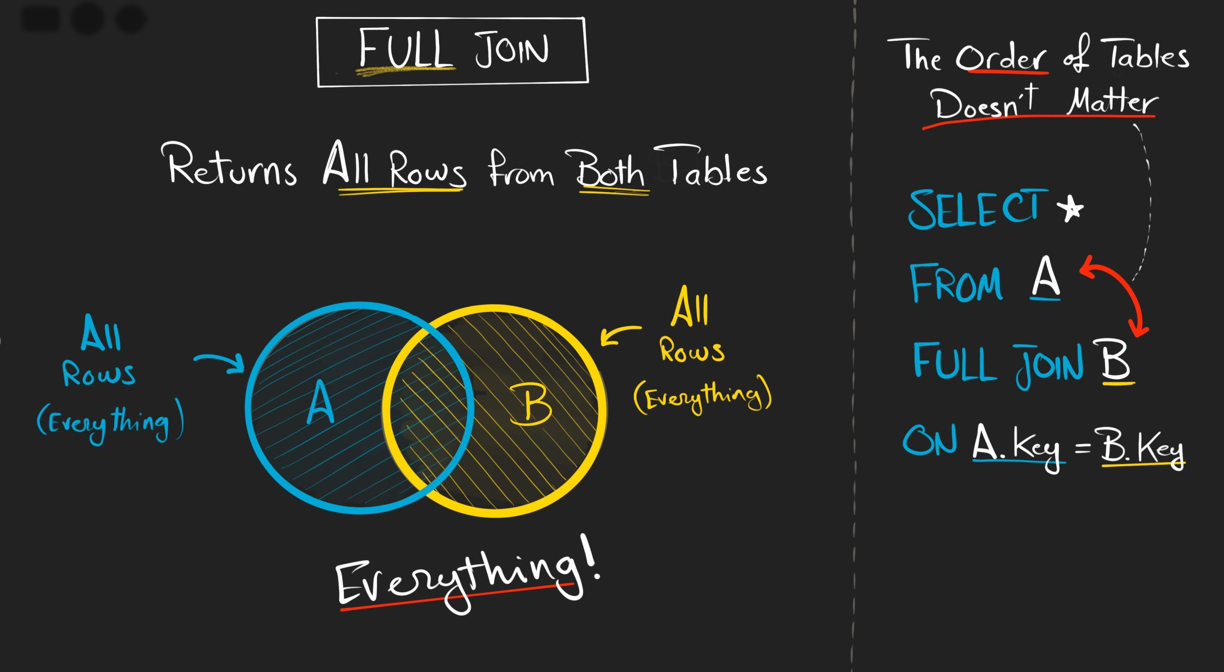 FULL JOIN
Returns All Rows from Both Tables
All
Rows
(Everything)
A
B
All
Rows
(Everything)
Everything!
The Order of Tables
Doesn't Matter
SELECT *
FROM A
FULL JOIN B
ON A.Key = B.Key